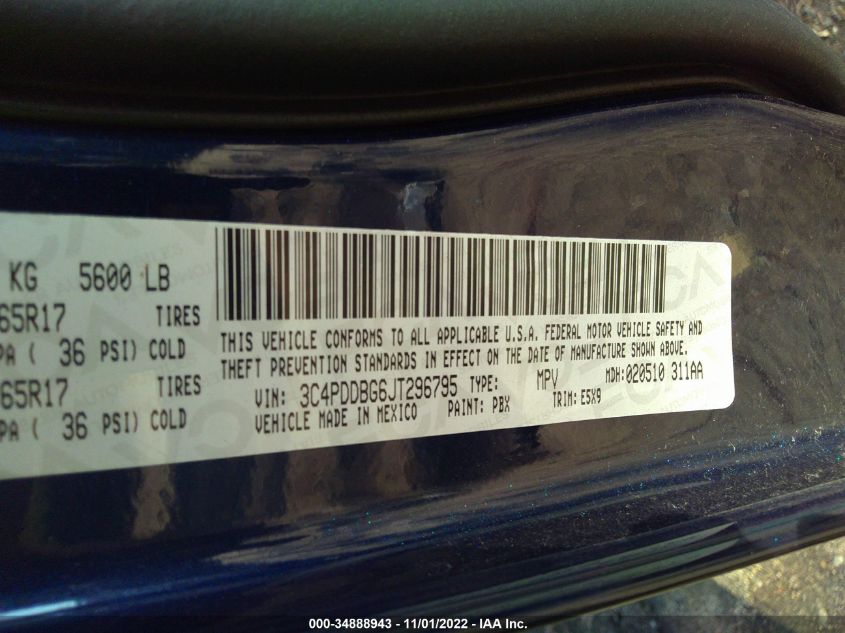 KG 5600 LB
65R17 TIRES
PA ( 36 PSI) COLD
65R17 TIRES
PA ( 36 PSI) COLD
THIS VEHICLE CONFORMS TO ALL APPLICABLE U.S.A. FEDERAL MOTOR VEHICLE SAFETY AND
THEFT PREVENTION STANDARDS IN EFFECT ON THE DATE OF MANUFACTURE SHOWN ABOVE.
VIN: 3C4PDDBG6JT296795 TYPE: MPV MDH:020510 311AA
VEHICLE MADE IN MEXICO PAINT: PBX TRIM: E5X9
000-34888943 - 11/01/2022 - IAA Inc.